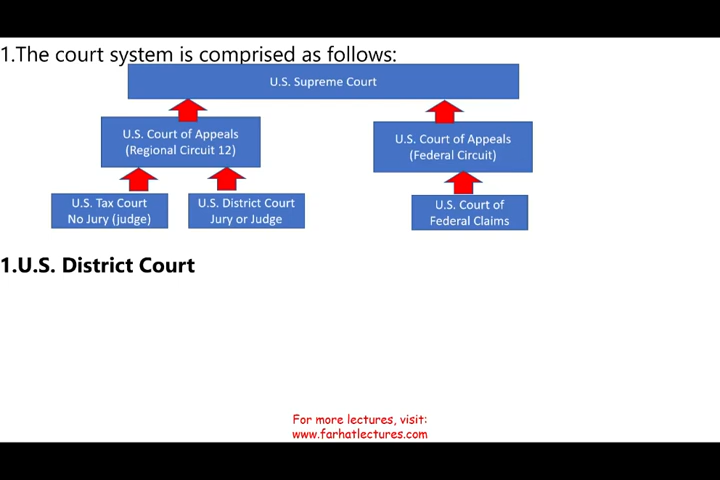 1.The court system is comprised as follows:
U.S. Supreme Court
U.S. Court of Appeals
(Regional Circuit 12)
U.S. Court of Appeals
(Federal Circuit)
U.S. Tax Court
No Jury (judge)
U.S. District Court
Jury or Judge
U.S. Court of
Federal Claims
1.U.S. District Court
For more lectures, visit:
www.farhatlectures.com